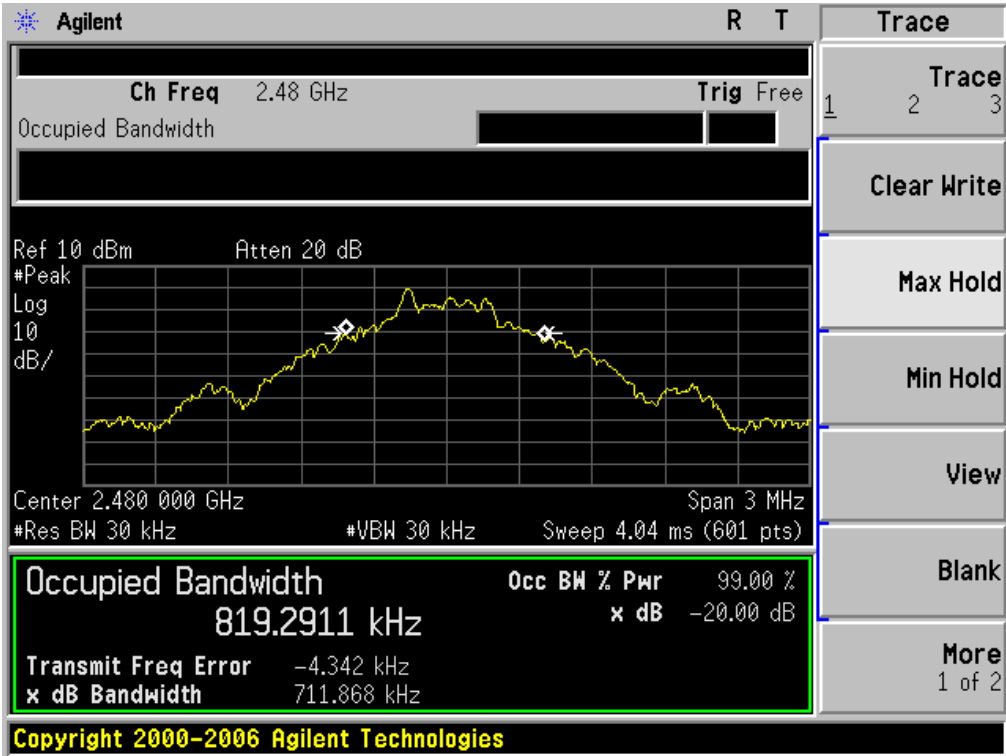 Agilent R T
Trace
Ch Freq 2.48 GHz Trig Free
Occupied Bandwidth
Trace
1 2 3
Clear Write
Max Hold
Min Hold
View
Blank
More
1 of 2
Ref 10 dBm Atten 20 dB
#Peak
Log
10
dB/
Center 2.480 000 GHz Span 3 MHz
#Res BW 30 kHz #VBW 30 kHz Sweep 4.04 ms (601 pts)
Occupied Bandwidth Occ BW % Pwr 99.00 %
819.2911 kHz x dB -20.00 dB
Transmit Freq Error -4.342 kHz
x dB Bandwidth 711.868 kHz
Copyright 2000-2006 Agilent Technologies